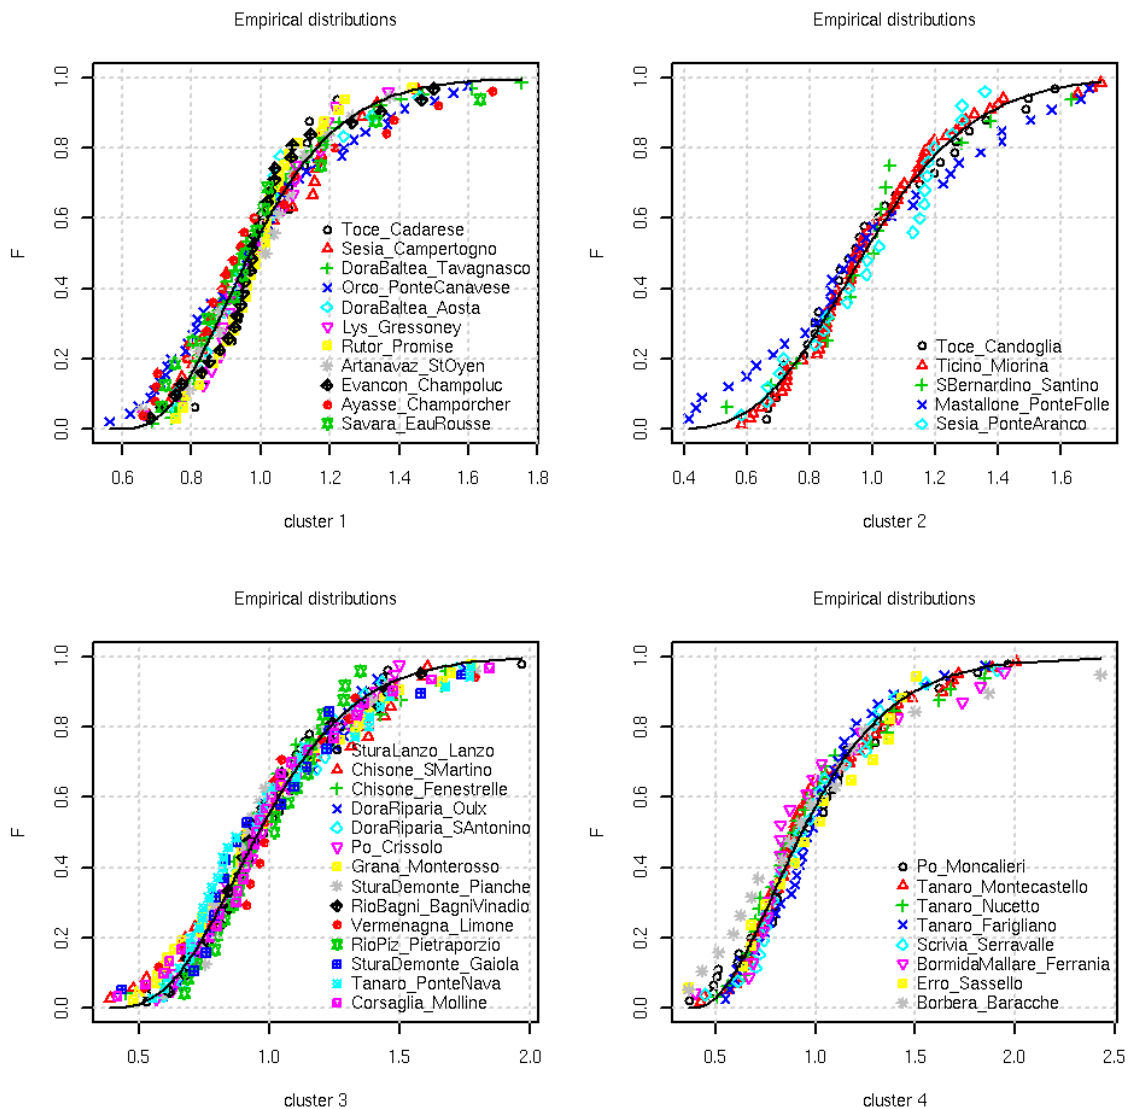 Empirical distributions
1.0
0.8
0.6
0.4
0.2
0.0
F
Toce_Cadarese
Sesia_Campertogno
DoraBaltea_Tavagnasco
Orco_PonteCanavese
DoraBaltea_Aosta
Lys_Gressoney
Rutor_Promise
Artanavaz_StOyen
Evancon_Champoluc
Ayasse_Champorcher
Savara_EauRousse
0.6 0.8 1.0 1.2 1.4 1.6 1.8
cluster 1
Empirical distributions
1.0
0.8
0.6
0.4
0.2
0.0
F
Toce_Candoglia
Ticino_Miorina
SBernardino_Santino
Mastallone_PonteFolle
Sesia_PonteAranco
0.4 0.6 0.8 1.0 1.2 1.4 1.6
cluster 2
Empirical distributions
1.0
0.8
0.6
0.4
0.2
0.0
F
SturaLanzo_Lanzo
Chisone_SMartino
Chisone_Fenestrelle
DoraRiparia_Oulx
DoraRiparia_SAntonino
Po_Crissolo
Grana_Monterosso
SturaDemonte_Pianche
RioBagni_BagniVinadio
Vermenagna_Limone
RioPiz_Pietraporzio
SturaDemonte_Gaiola
Tanaro_PonteNava
Corsaglia_Molline
0.5 1.0 1.5 2.0
cluster 3
Empirical distributions
1.0
0.8
0.6
0.4
0.2
0.0
F
Po_Moncalieri
Tanaro_Montecastello
Tanaro_Nucetto
Tanaro_Farigliano
Scrivia_Serravalle
BormidaMallare_Ferrania
Erro_Sassello
Borbera_Baracche
0.5 1.0 1.5 2.0 2.5
cluster 4